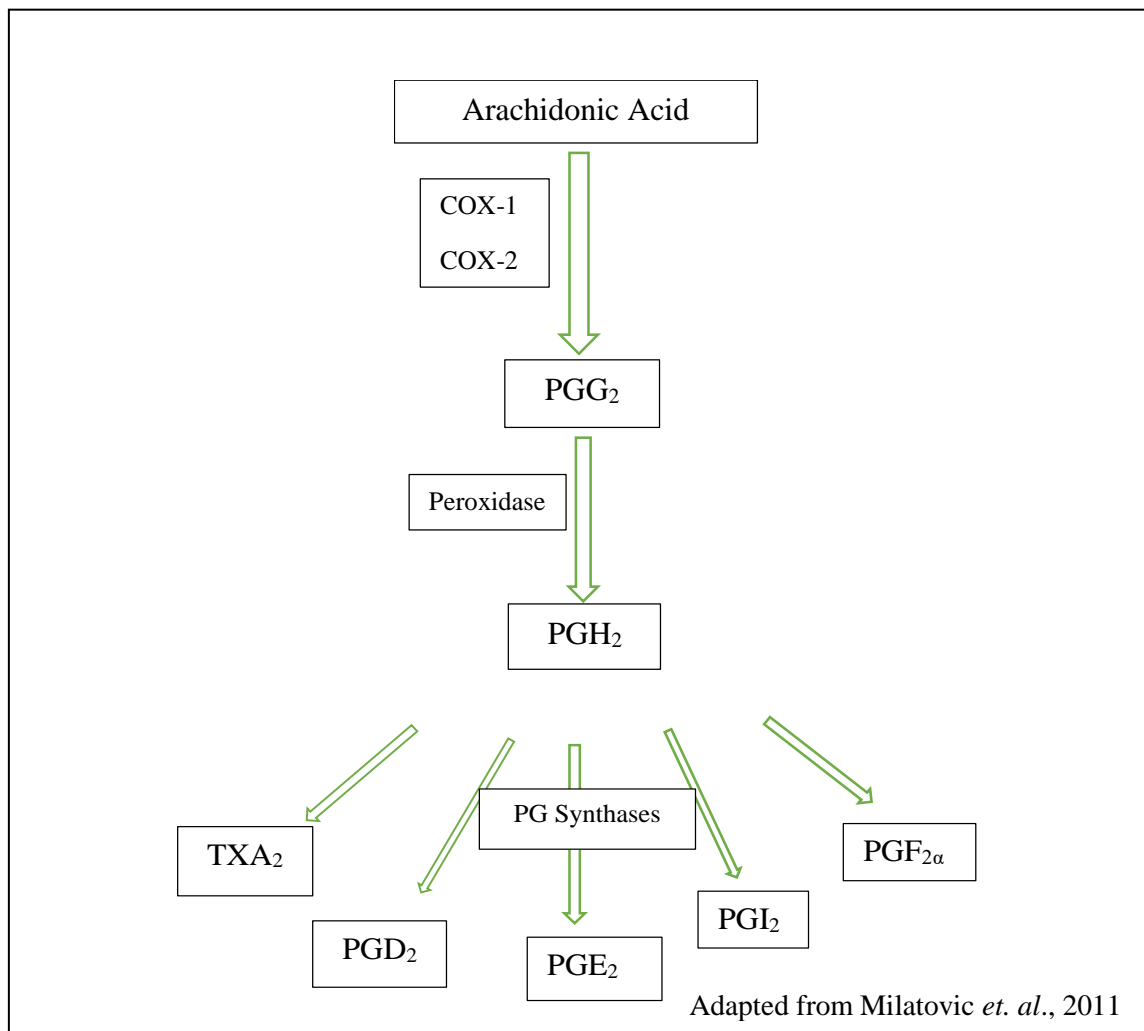 Arachidonic Acid
COX-1
COX-2
PGG₂
Peroxidase
PGH₂
PG Synthases
TXA₂
PGF₂α
PGI₂
PGD₂
PGE₂
Adapted from Milatovic et. al., 2011